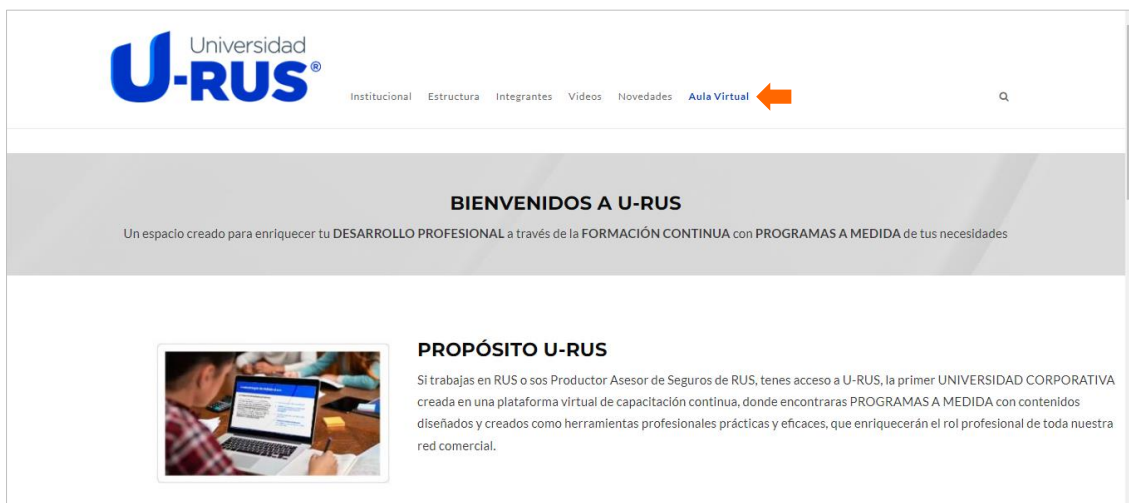 Universidad
U-RUS®
Institucional Estructura Integrantes Videos Novedades Aula Virtual
BIENVENIDOS A U-RUS
Un espacio creado para enriquecer tu DESARROLLO PROFESIONAL a través de la FORMACIÓN CONTINUA con PROGRAMAS A MEDIDA de tus necesidades
PROPÓSITO U-RUS
Si trabajas en RUS o sos Productor Asesor de Seguros de RUS, tenes acceso a U-RUS, la primer UNIVERSIDAD CORPORATIVA
creada en una plataforma virtual de capacitación continua, donde encontraras PROGRAMAS A MEDIDA con contenidos
diseñados y creados como herramientas profesionales prácticas y eficaces, que enriquecerán el rol profesional de toda nuestra
red comercial.